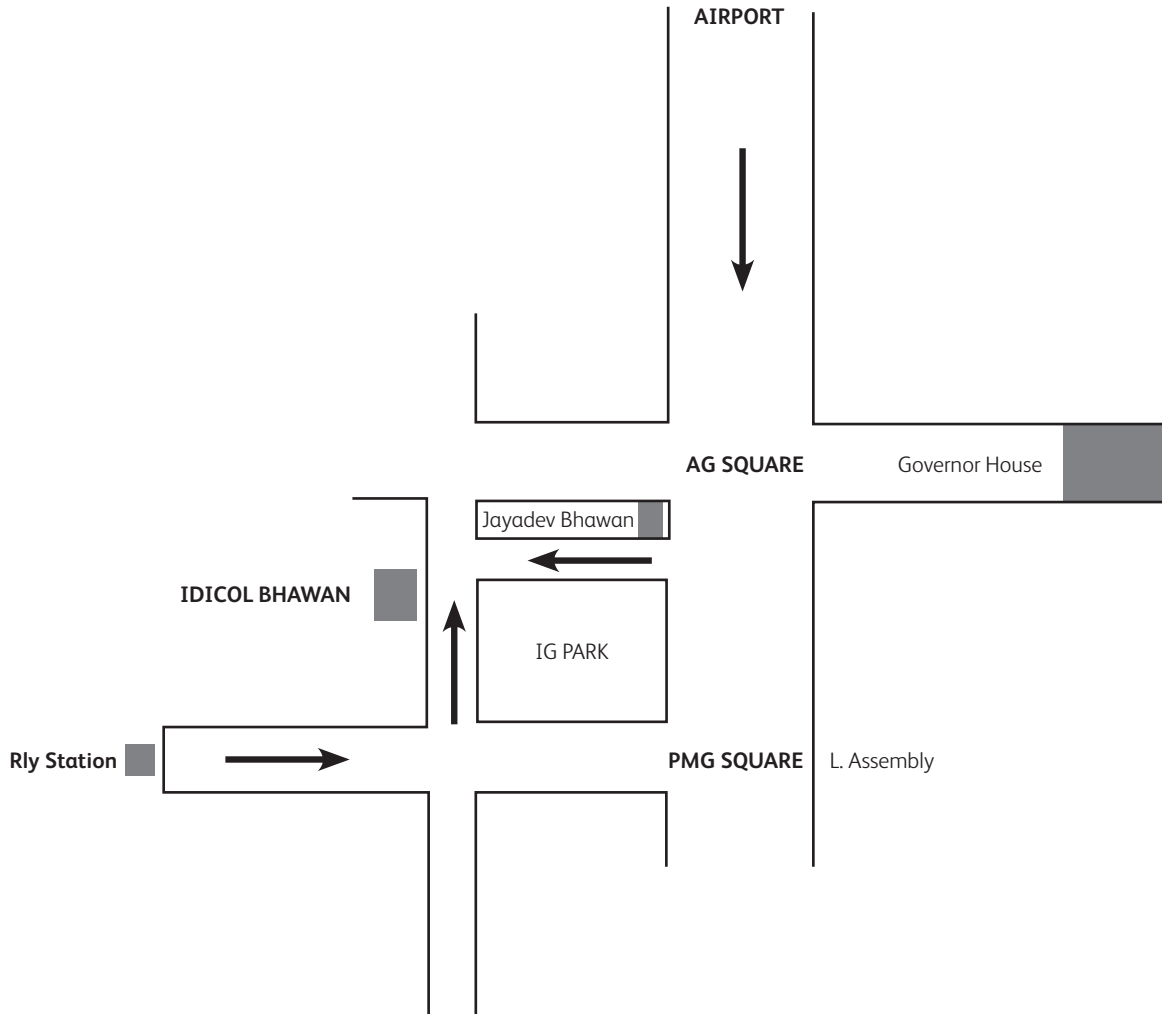 AIRPORT
AG SQUARE
Governor House
Jayadev Bhawan
IDICOL BHAWAN
IG PARK
Rly Station
PMG SQUARE
L. Assembly